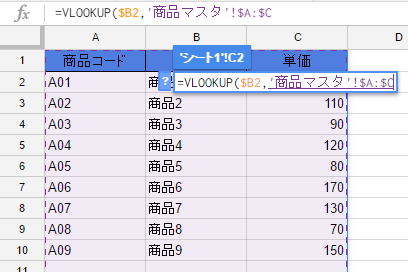 fx =VLOOKUP($B2,'商品マスタ'!$A:$C
A B C D
1 商品コード 'シート1'!C2 単価
2 A01 商品 ? =VLOOKUP($B2,'商品マスタ'!$A:$C
3 A02 商品2 110
4 A03 商品3 90
5 A04 商品4 120
6 A05 商品5 80
7 A06 商品6 170
8 A07 商品7 130
9 A08 商品8 70
10 A09 商品9 150